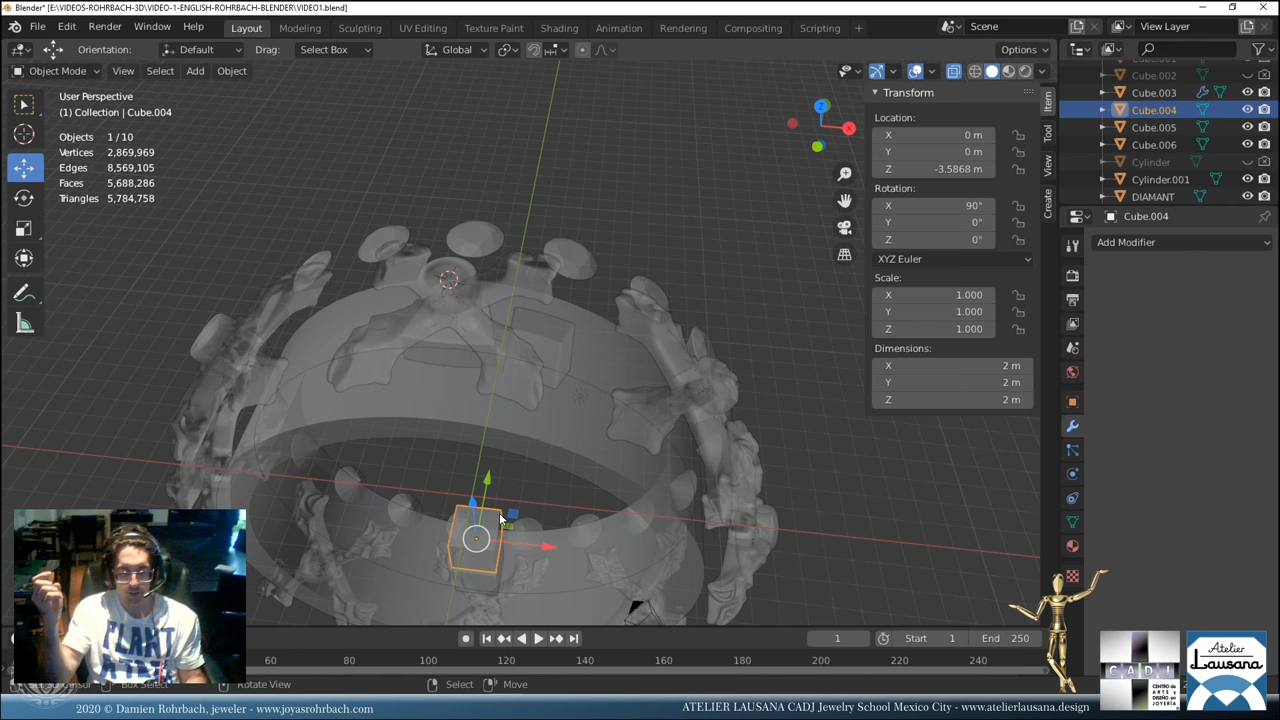 Blender* [E:\VIDEOS-ROHRBACH-3D\VIDEO-1-ENGLISH-ROHRBACH-BLENDER\VIDEO1.blend]
File Edit Render Window Help Layout Modeling Sculpting UV Editing Texture Paint Shading Animation Rendering Compositing Scripting Scene View Layer
Orientation: Default Drag: Select Box Global Options
Object Mode View Select Add Object
User Perspective
(1) Collection | Cube.004
Objects 1 / 10
Vertices 2,869,969
Edges 8,569,105
Faces 5,688,286
Triangles 5,784,758
Z
X
Transform
Location:
X 0 m
Y 0 m
Z -3.5868 m
Rotation:
X 90°
Y 0°
Z 0°
XYZ Euler
Scale:
X 1.000
Y 1.000
Z 1.000
Dimensions:
X 2 m
Y 2 m
Z 2 m
Item
Tool
View
Create
Cube.002
Cube.003
Cube.004
Cube.005
Cube.006
Cylinder
Cylinder.001
DIAMANT
Cube.004
Add Modifier
PLANT
1 Start 1 End 250
60 80 100 120 140 160 180 200 220 240
Box Select Rotate View Select Move
CADJ
CENTRO DE
ARTE Y
DISEÑO EN
JOYERÍA
Atelier
Lausana
2020 © Damien Rohrbach, jeweler - www.joyasrohrbach.com
ATELIER LAUSANA CADJ Jewelry School Mexico City - www.atelierlausana.design